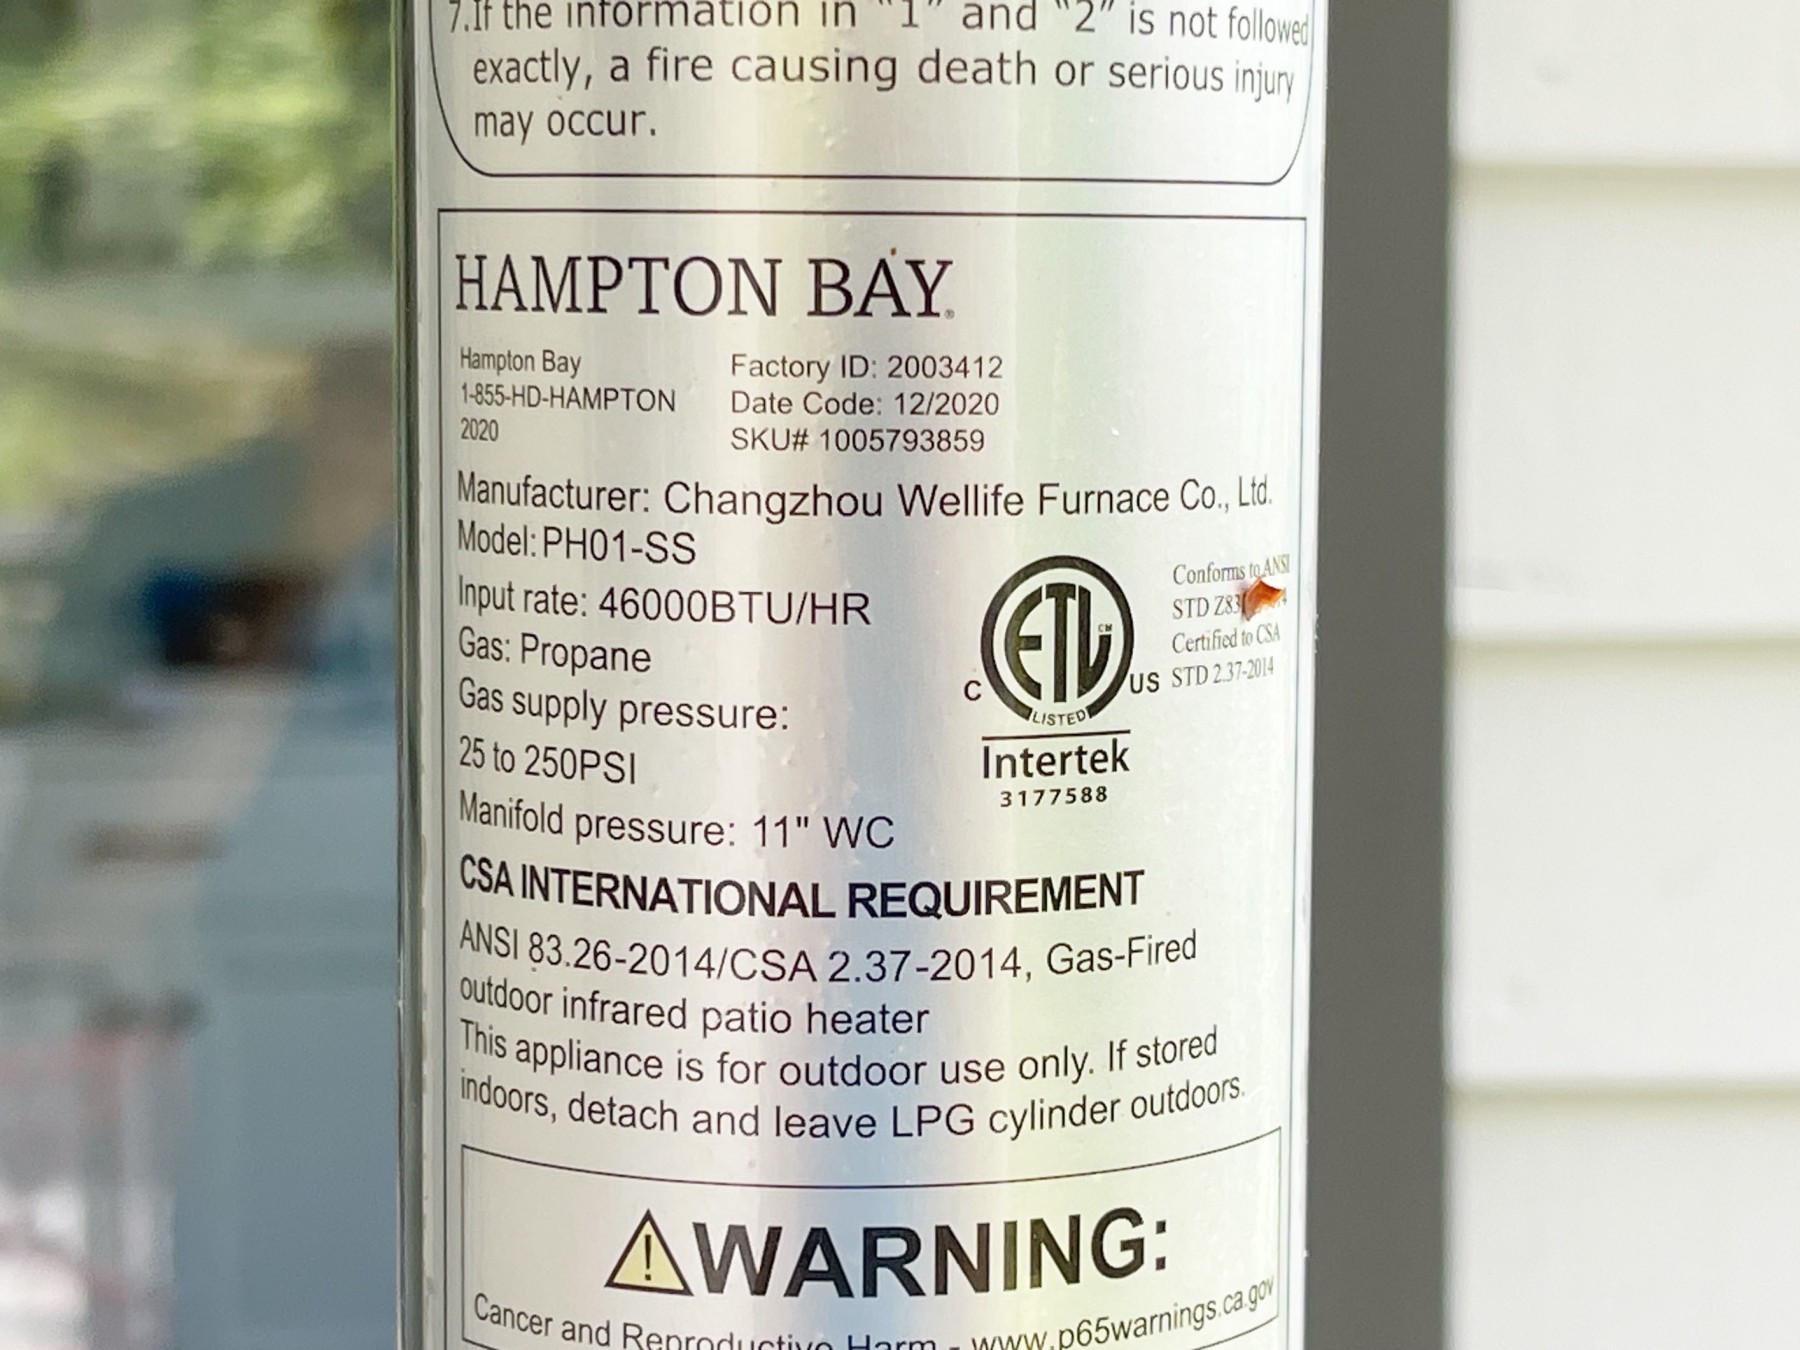 7.If the information in "1" and "2" is not followed
exactly, a fire causing death or serious injury
may occur.
HAMPTON BAY®
Hampton Bay
1-855-HD-HAMPTON
2020
Factory ID: 2003412
Date Code: 12/2020
SKU# 1005793859
Manufacturer: Changzhou Wellife Furnace Co., Ltd.
Model: PH01-SS
Input rate: 46000BTU/HR
Gas: Propane
Gas supply pressure:
25 to 250PSI
Manifold pressure: 11" WC
C ETL CM US
LISTED
Intertek
3177588
Conforms to ANSI
STD
Certified to CSA
STD 2.37-2014
CSA INTERNATIONAL REQUIREMENT
ANSI 83.26-2014/CSA 2.37-2014, Gas-Fired
outdoor infrared patio heater
This appliance is for outdoor use only. If stored
indoors, detach and leave LPG cylinder outdoors.
WARNING:
Cancer and Reproductive Harm - www.p65warnings.ca.gov